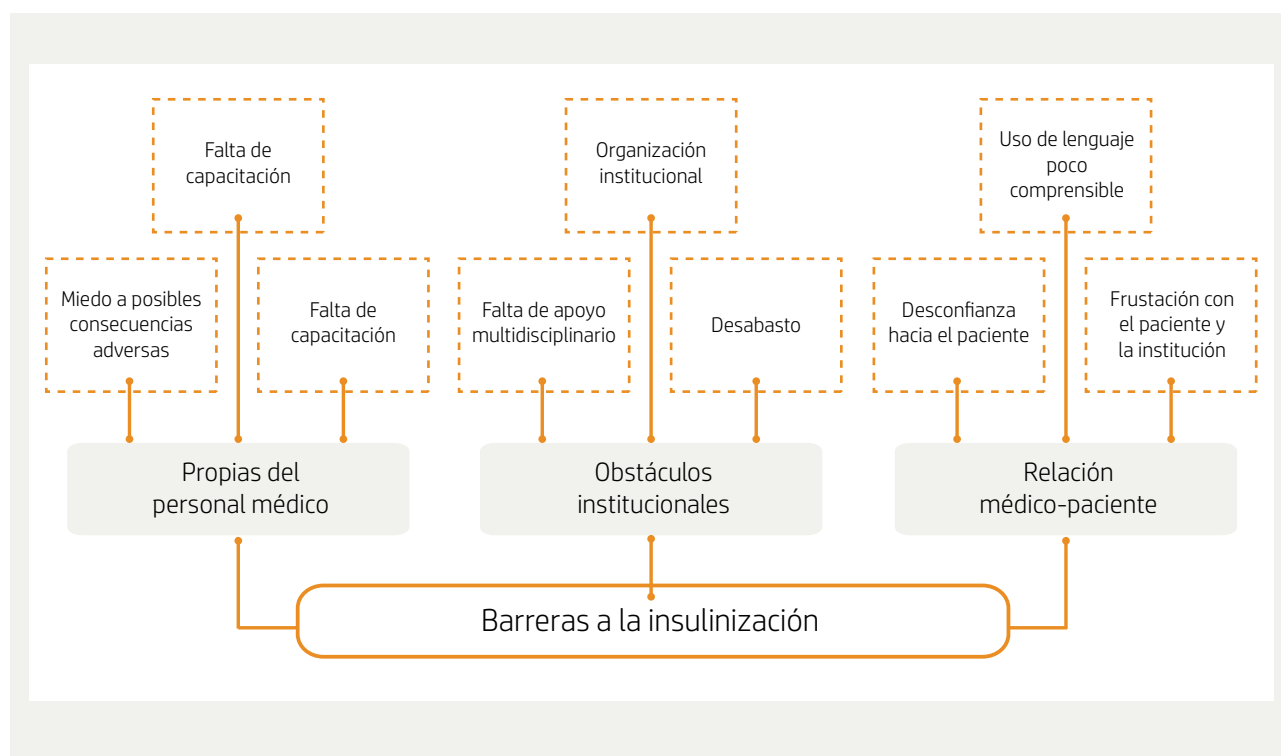 Falta de
capacitación
Organización
institucional
Uso de lenguaje
poco
comprensible
Miedo a posibles
consecuencias
adversas
Falta de
capacitación
Falta de apoyo
multidisciplinario
Desabasto
Desconfianza
hacia el paciente
Frustación con
el paciente y
la institución
Propias del
personal médico
Obstáculos
institucionales
Relación
médico-paciente
Barreras a la insulinización